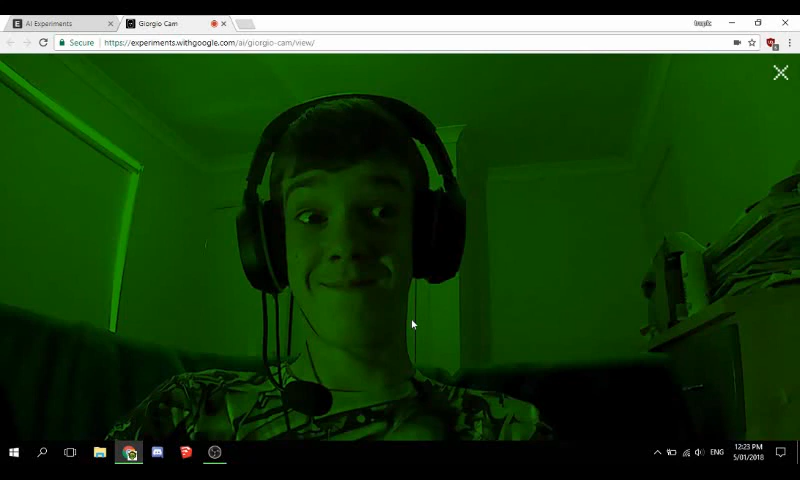 AI Experiments
Giorgio Cam
Secure
https://experiments.withgoogle.com/ai/giorgio-cam/view/
ENG
12:23 PM
5/01/2018